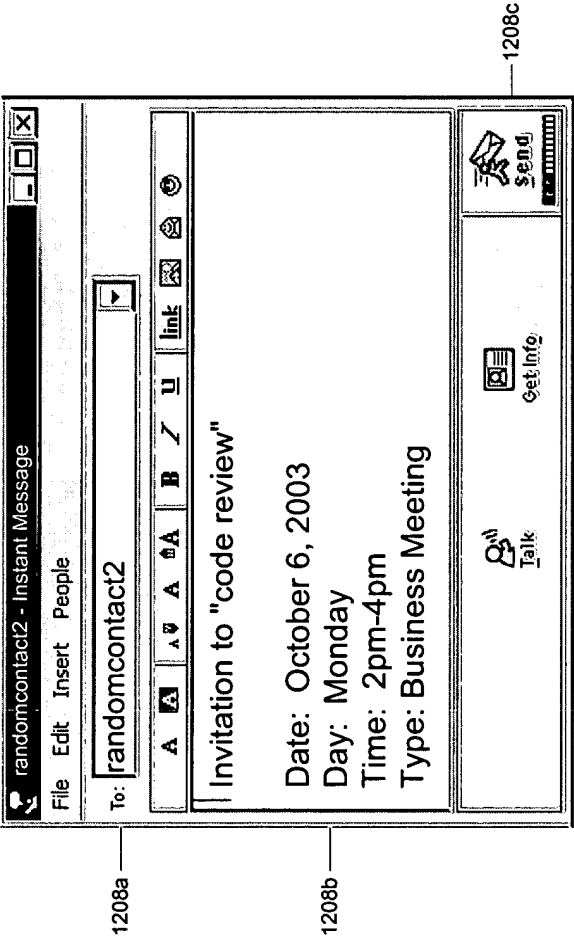 randomcontact2 - Instant Message
File Edit Insert People
To: randomcontact2
A A A A A B I U link
Invitation to "code review"
Date: October 6, 2003
Day: Monday
Time: 2pm-4pm
Type: Business Meeting
Talk
Get Info
Send
1208a
1208b
1208c